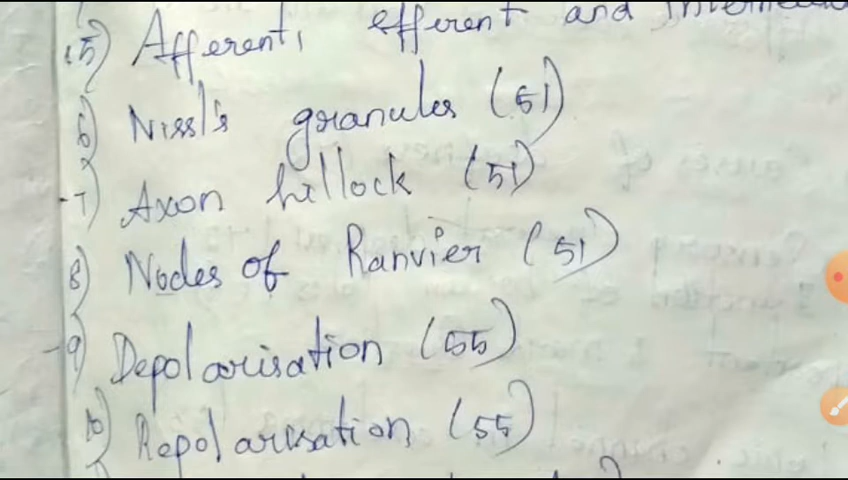 5) Afferent, efferent and
6) Nissl's granules (51)
7) Axon hillock (51)
8) Nodes of Ranvier (51)
9) Depolarisation (55)
10) Repolarisation (55)